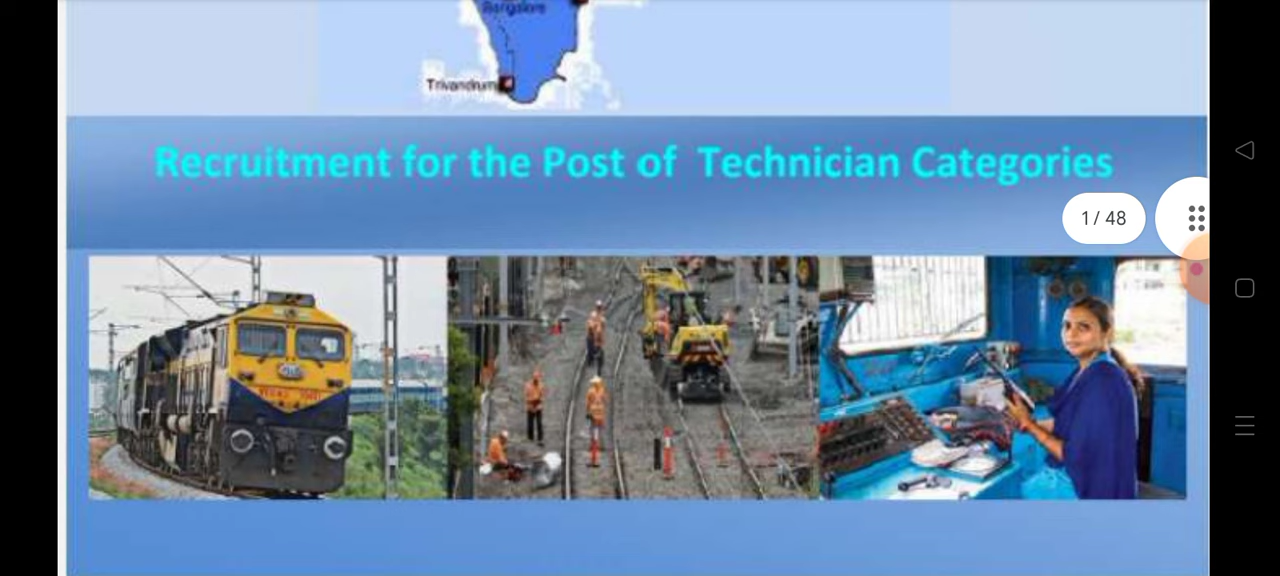 Bangalore
Trivandrum
Recruitment for the Post of Technician Categories
1 / 48